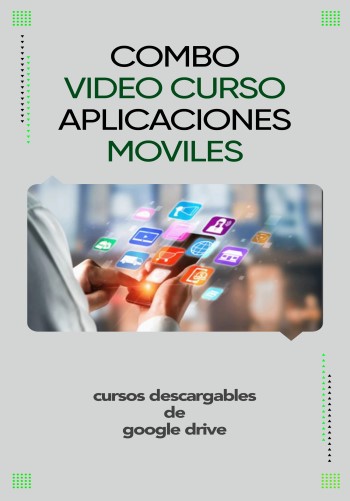 COMBO
VIDEO CURSO
APLICACIONES
MOVILES
cursos descargables
de
google drive